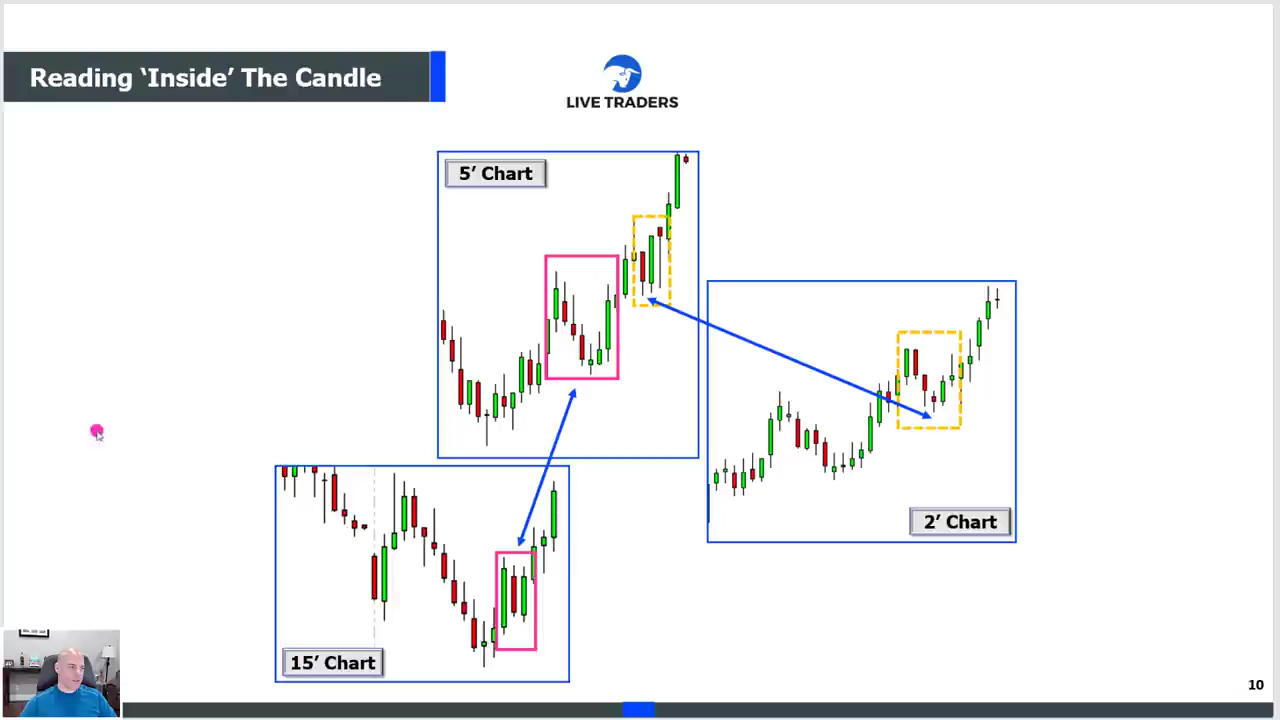 Reading ‘Inside’ The Candle
LIVE TRADERS
5’ Chart
2’ Chart
15’ Chart
10